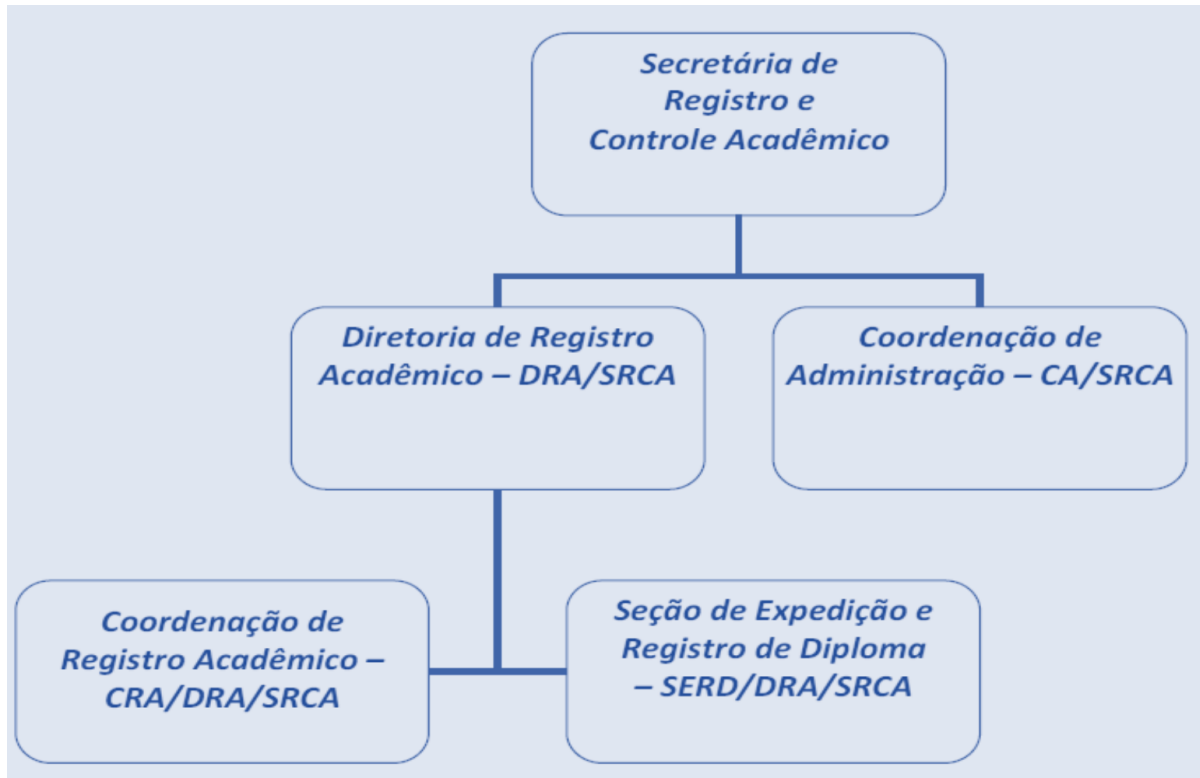 Secretária de
Registro e
Controle Acadêmico
Diretoria de Registro
Acadêmico – DRA/SRCA
Coordenação de
Administração – CA/SRCA
Coordenação de
Registro Acadêmico –
CRA/DRA/SRCA
Seção de Expedição e
Registro de Diploma
– SERD/DRA/SRCA